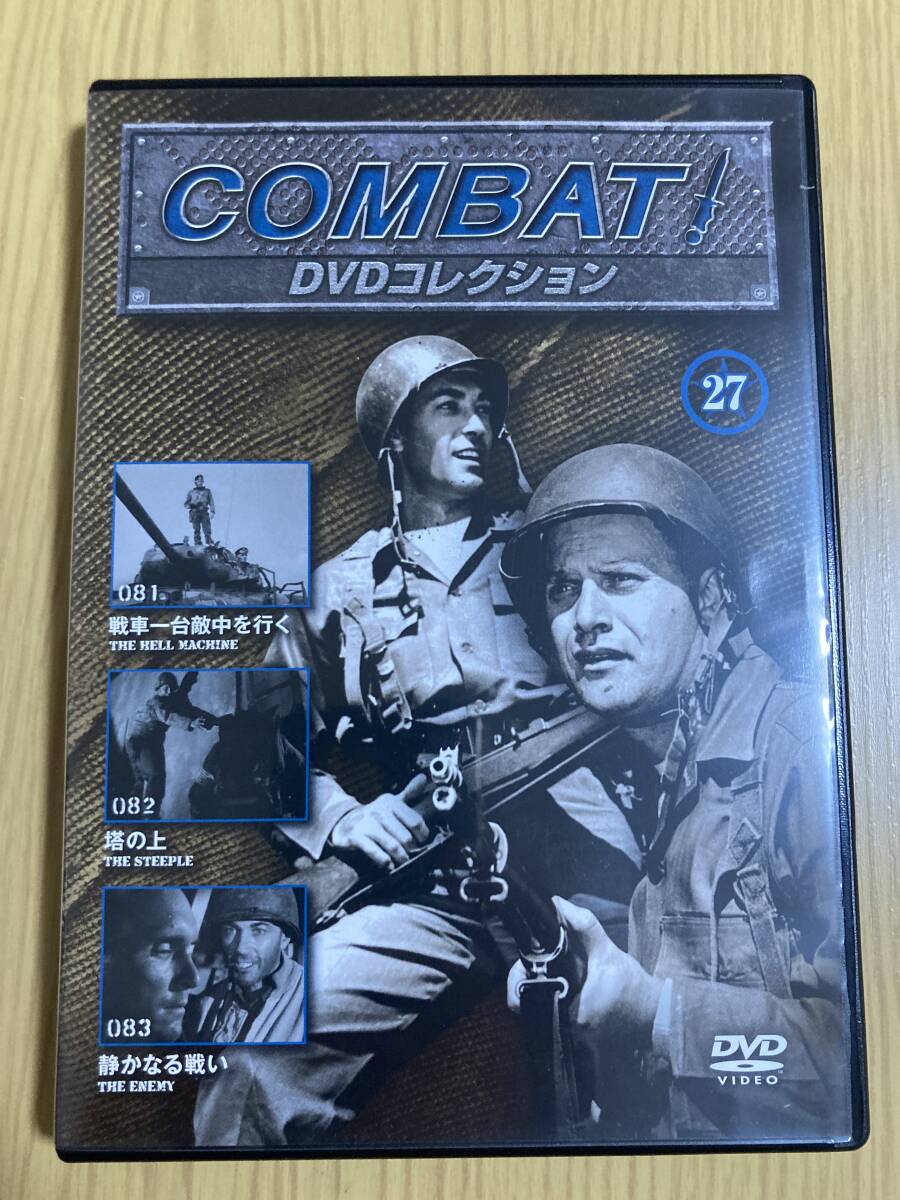 COMBAT!
DVDコレクション
27
081
戦車一台敵中を行く
THE HELL MACHINE
082
塔の上
THE STEEPLE
083
静かなる戦い
THE ENEMY
DVD
VIDEO